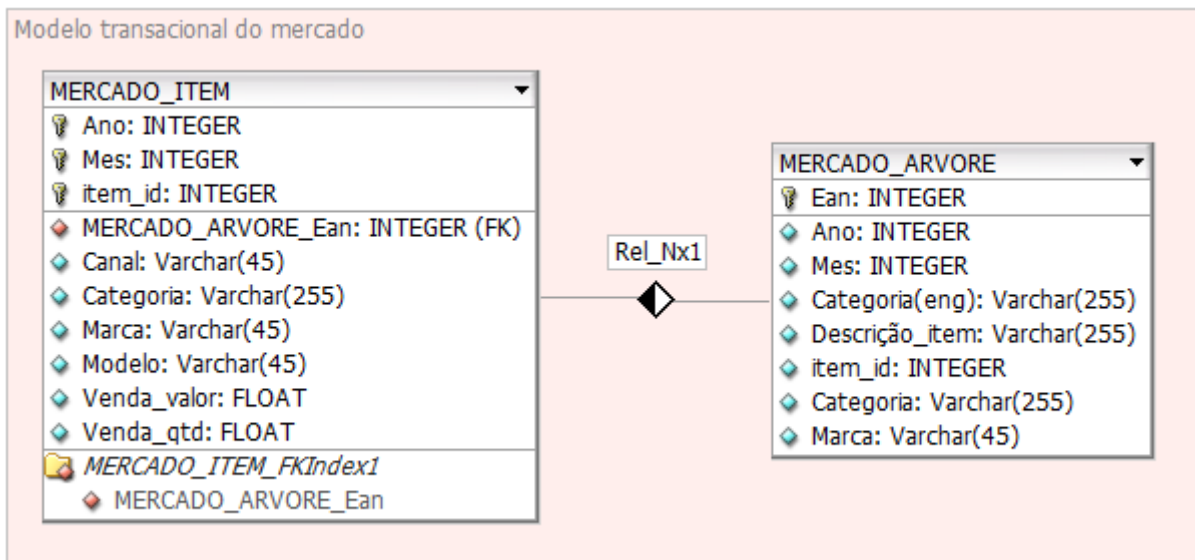 Modelo transacional do mercado
MERCADO_ITEM
Ano: INTEGER
Mes: INTEGER
item_id: INTEGER
MERCADO_ARVORE_Ean: INTEGER (FK)
Canal: Varchar(45)
Categoria: Varchar(255)
Marca: Varchar(45)
Modelo: Varchar(45)
Venda_valor: FLOAT
Venda_qtd: FLOAT
MERCADO_ITEM_FKIndex1
MERCADO_ARVORE_Ean
Rel_Nx1
MERCADO_ARVORE
Ean: INTEGER
Ano: INTEGER
Mes: INTEGER
Categoria(eng): Varchar(255)
Descrição_item: Varchar(255)
item_id: INTEGER
Categoria: Varchar(255)
Marca: Varchar(45)